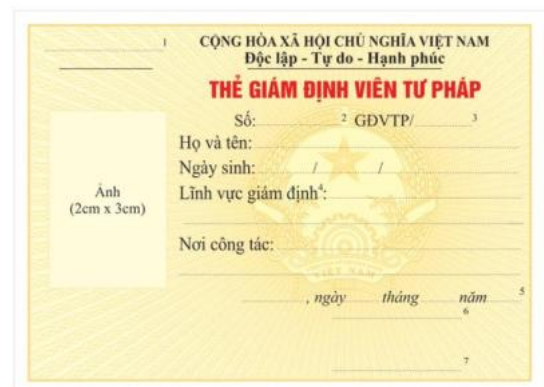 1
CỘNG HÒA XÃ HỘI CHỦ NGHĨA VIỆT NAM
Độc lập - Tự do - Hạnh phúc
THẺ GIÁM ĐỊNH VIÊN TƯ PHÁP
Số: 2 GĐVTP/ 3
Họ và tên:
Ngày sinh: / /
Lĩnh vực giám định4:
Ảnh
(2cm x 3cm)
Nơi công tác:
VIỆT NAM
, ngày tháng năm 5
6
7